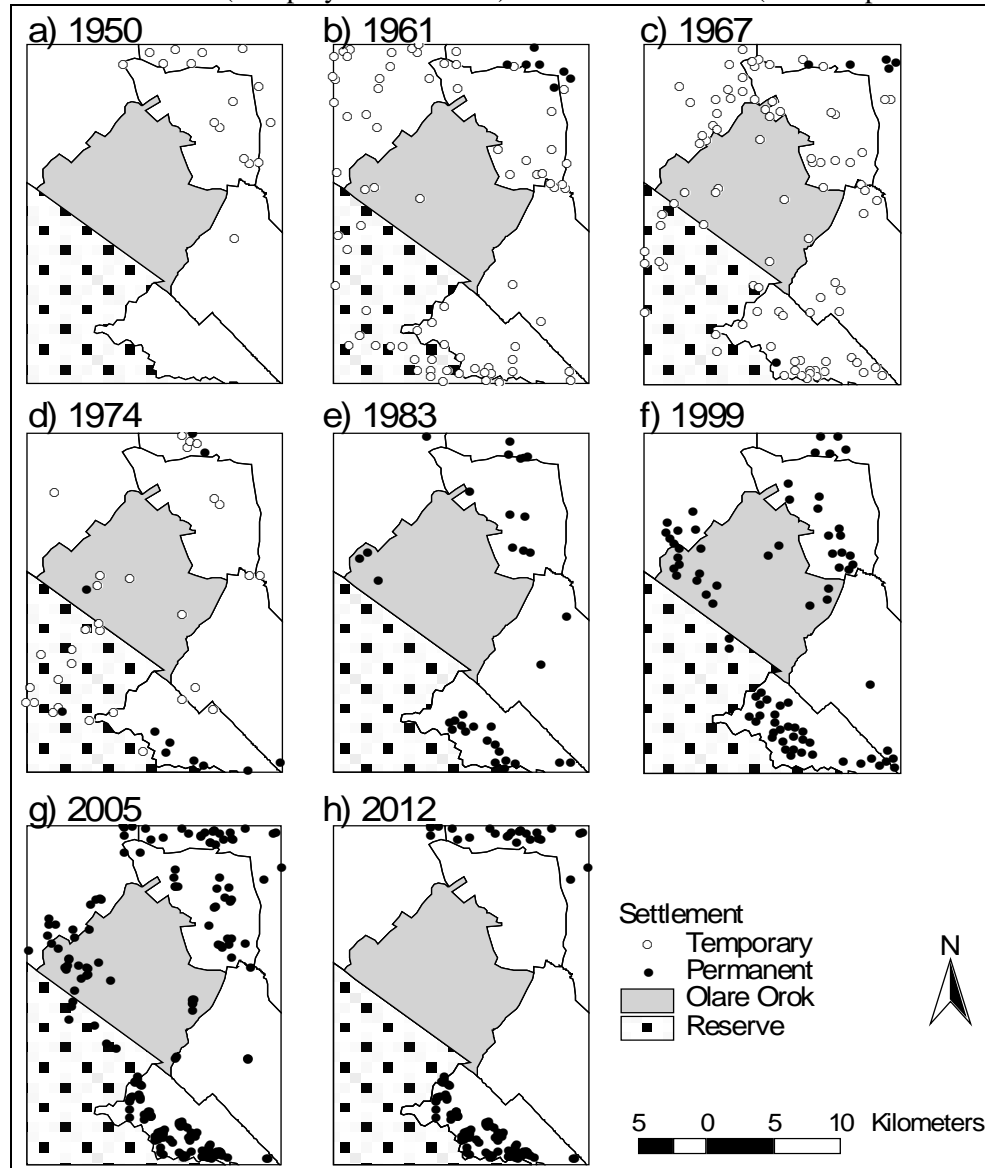 a) 1950
b) 1961
c) 1967
d) 1974
e) 1983
f) 1999
g) 2005
h) 2012
Settlement
Temporary
Permanent
Olare Orok
Reserve
N
5 0 5 10 Kilometers